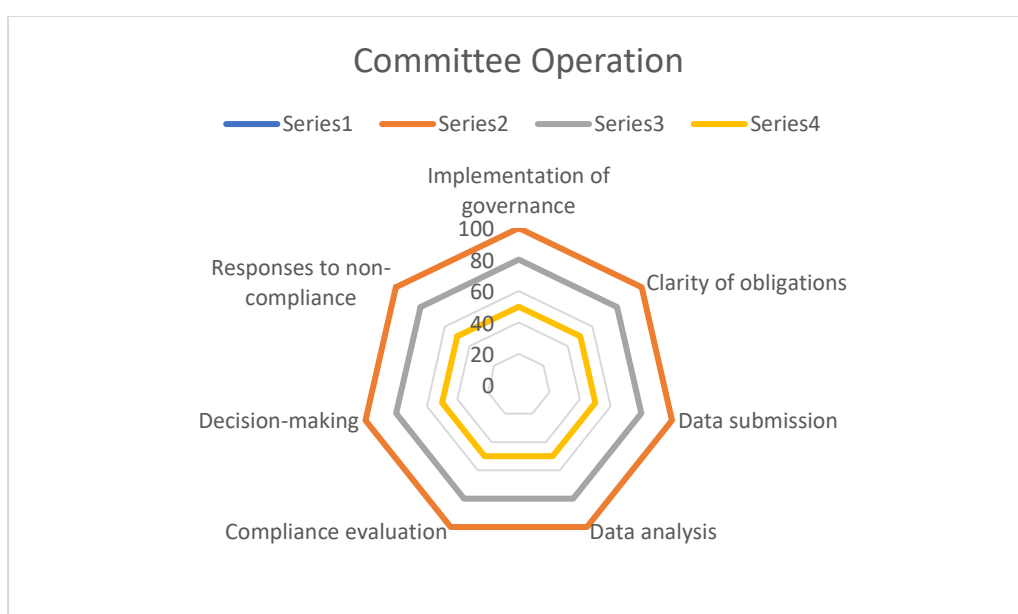 Committee Operation
Series1 Series2 Series3 Series4
Implementation of
governance
Clarity of obligations
Data submission
Data analysis
Compliance evaluation
Decision-making
Responses to non-
compliance
100
80
60
40
20
0